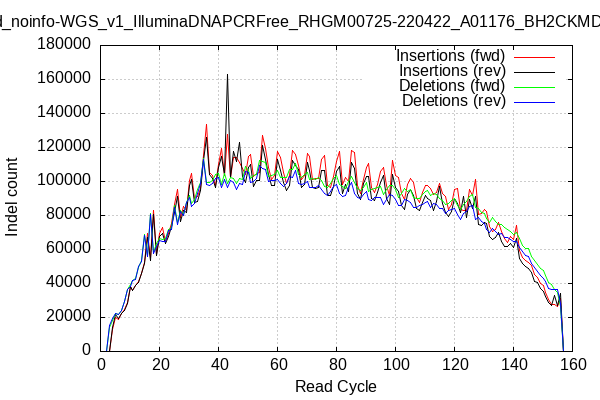 d_noinfo-WGS_v1_IlluminaDNAPCRFree_RHGM00725-220422_A01176_BH2CKMD
180000
160000
140000
120000
100000
80000
60000
40000
20000
0
Indel count
Insertions (fwd)
Insertions (rev)
Deletions (fwd)
Deletions (rev)
0 20 40 60 80 100 120 140 160
Read Cycle